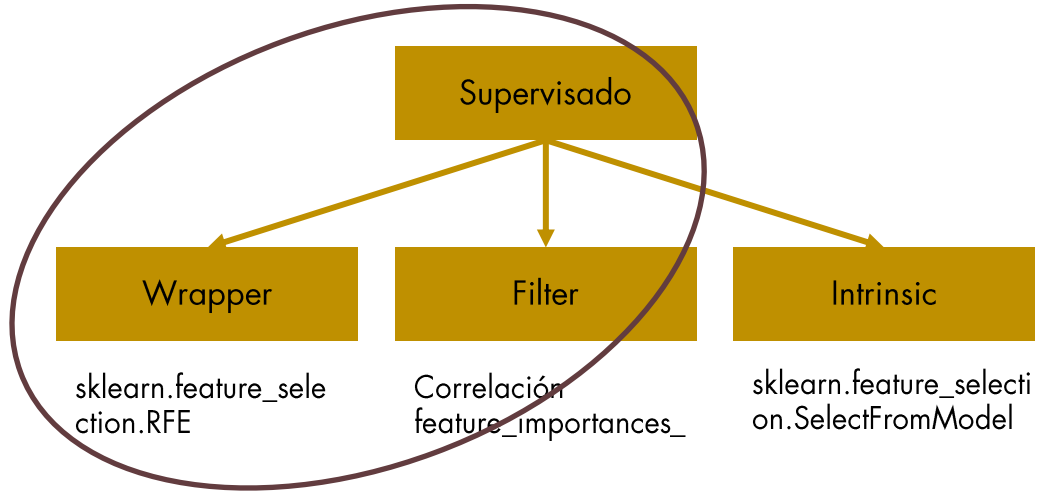 Supervisado
Wrapper
Filter
Intrinsic
sklearn.feature_sele
ction.RFE
Correlación
feature_importances_
sklearn.feature_selecti
on.SelectFromModel